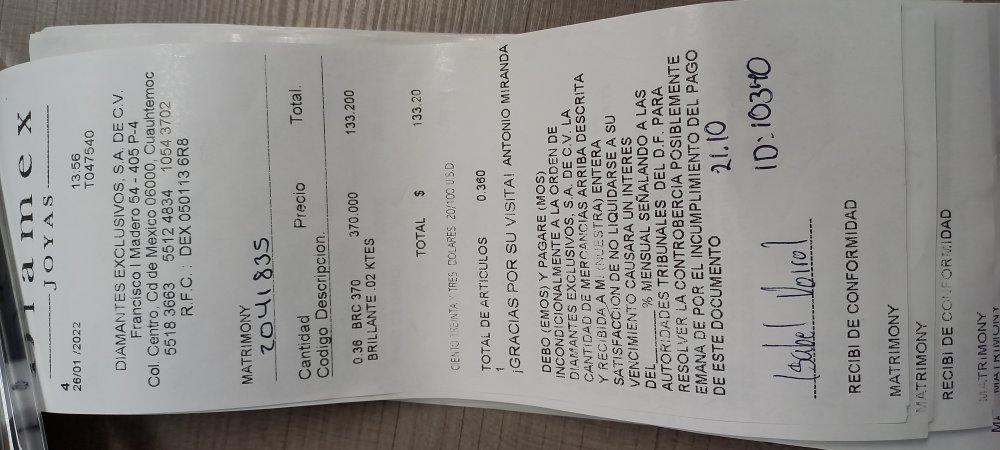 iamex
JOYAS
4
26/01 /2022 13:56
T047540
DIAMANTES EXCLUSIVOS, S.A. DE C.V.
Francisco I Madero 54 - 405 P-4
Col. Centro, Cd de Mexico 06000, Cuauhtemoc
5518 3663 5512 4834 1054 3702
R.F.C. : DEX 050113 6R8
MATRIMONY
2041835
Cantidad Precio Total.
Codigo Descripcion.
0.36 BRC 370 370.000 133.200
BRILLANTE .02 KTES
TOTAL $ 133.20
CIENTO TREINTA Y TRES DOLARES 20/100 U.S.D.
TOTAL DE ARTICULOS 0.360
1
¡GRACIAS POR SU VISITA! ANTONIO MIRANDA
DEBO (EMOS) Y PAGARE (MOS)
INCONDICIONALMENTE A LA ORDEN DE
DIAMANTES EXCLUSIVOS, S.A. DE C.V. LA
CANTIDAD DE MERCANCIAS ARRIBA DESCRITA
Y RECIBIDA M. (NUESTRA) ENTERA
SATISFACCION DE NO LIQUIDARSE A SU
VENCIMIENTO CAUSARA UN INTERES
DEL % MENSUAL SEÑALANDO A LAS
AUTORIDADES TRIBUNALES DEL D.F. PARA
RESOLVER LA CONTROBERCIA POSIBLEMENTE
EMANA DE POR EL INCUMPLIMIENTO DEL PAGO
DE ESTE DOCUMENTO
21.10
Isabel
ID:10340
RECIBI DE CONFORMIDAD
MATRIMONY
MATRIMONY
RECIBI DE CONFORMIDAD
MATRIMONY
MATRIMONY